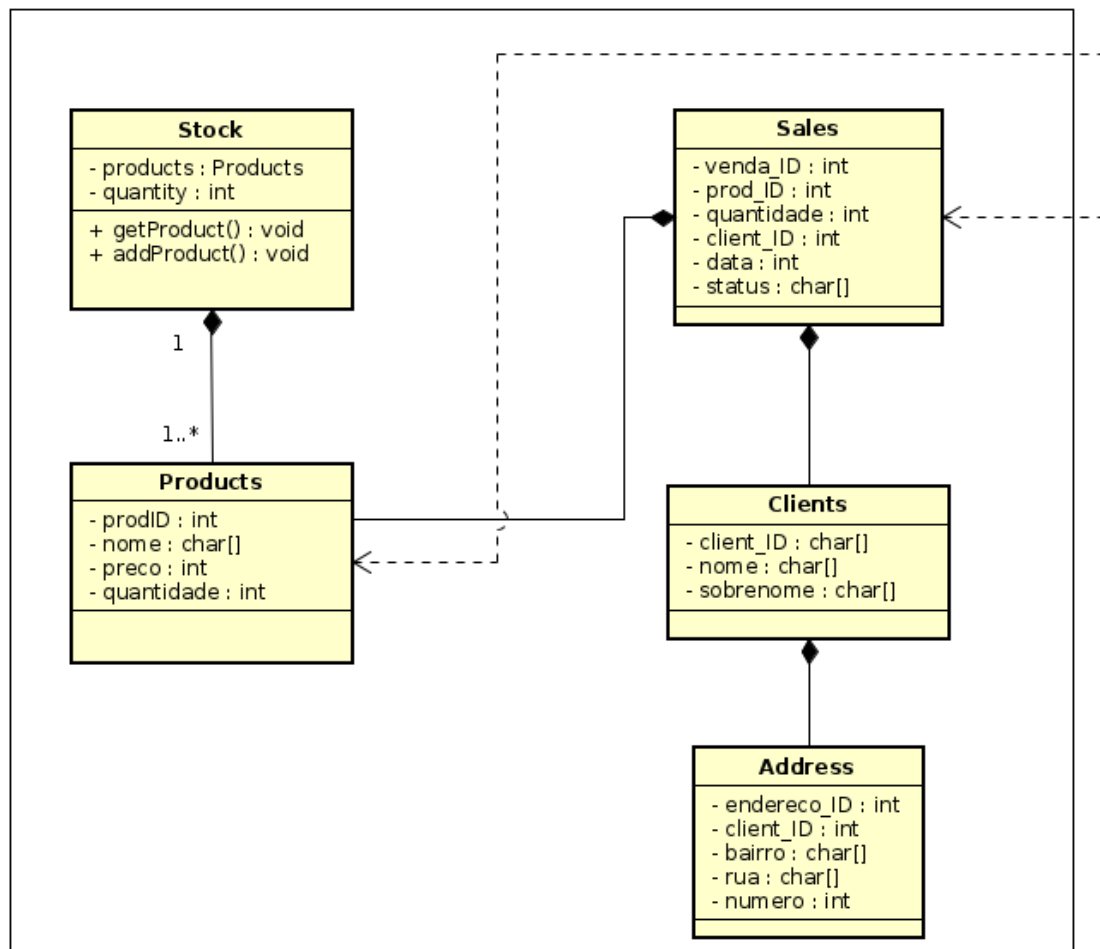 Stock
- products : Products
- quantity : int
+ getProduct() : void
+ addProduct() : void
1
1..*
Products
- prodID : int
- nome : char[]
- preco : int
- quantidade : int
Sales
- venda_ID : int
- prod_ID : int
- quantidade : int
- client_ID : int
- data : int
- status : char[]
Clients
- client_ID : char[]
- nome : char[]
- sobrenome : char[]
Address
- endereco_ID : int
- client_ID : int
- bairro : char[]
- rua : char[]
- numero : int